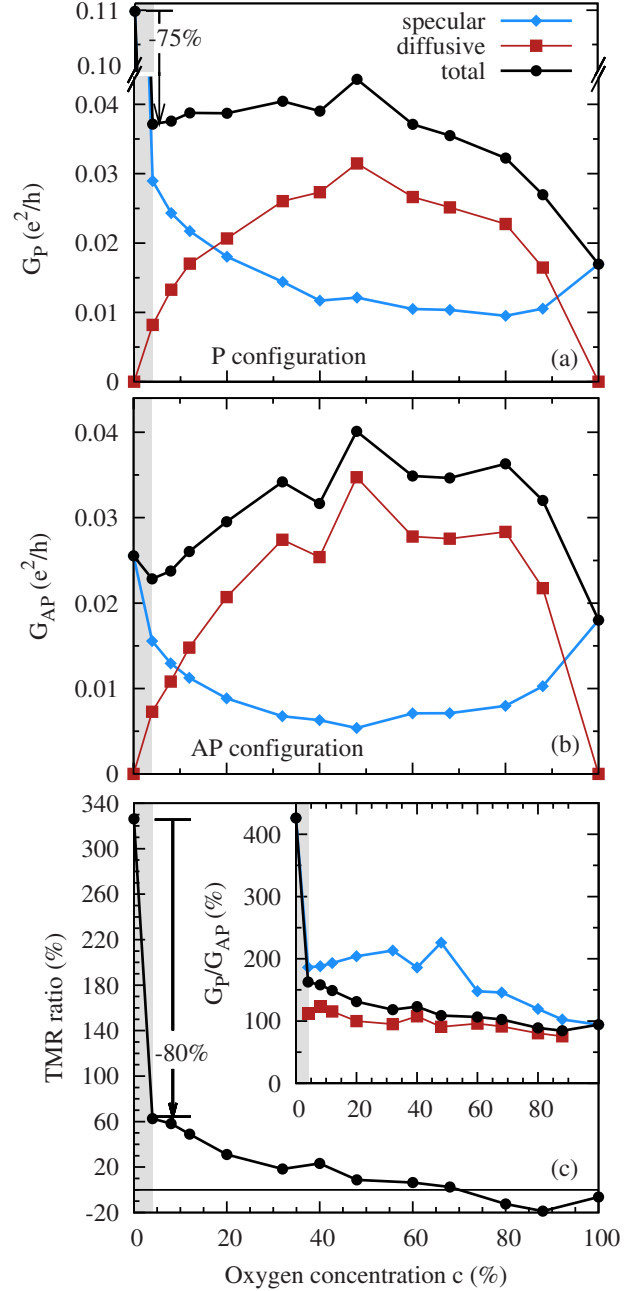 0.11
0.10
0.04
0.03
0.02
0.01
0
G_P (e²/h)
-75%
specular
diffusive
total
P configuration
(a)
0.04
0.03
0.02
0.01
0
G_AP (e²/h)
AP configuration
(b)
340
320
300
260
220
180
140
100
60
20
-20
TMR ratio (%)
-80%
400
300
200
100
0
G_P/G_AP (%)
0 20 40 60 80
(c)
0 20 40 60 80 100
Oxygen concentration c (%)